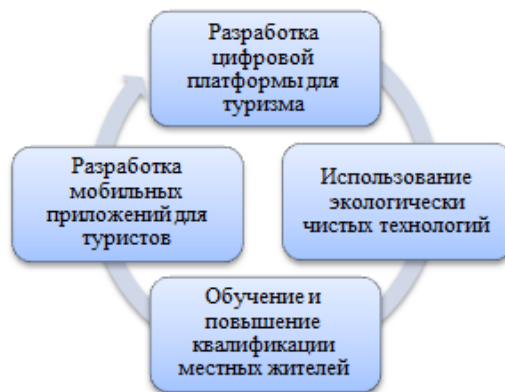 Разработка
цифровой
платформы для
туризма
Использование
экологически
чистых технологий
Обучение и
повышение
квалификации
местных жителей
Разработка
мобильных
приложений для
туристов